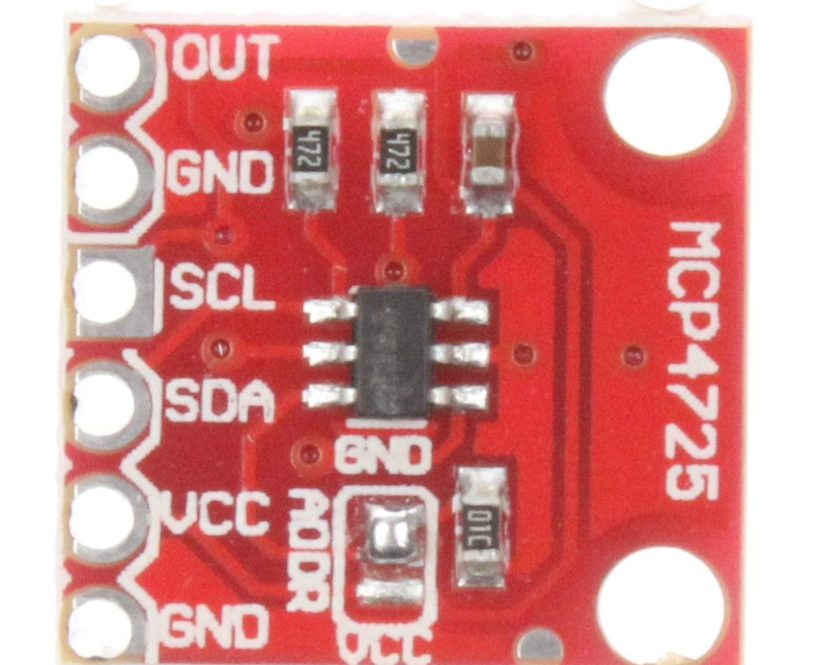 OUT
GND
SCL
SDA
VCC
GND
472
472
MCP4725
GND
ADDR
01C
VCC